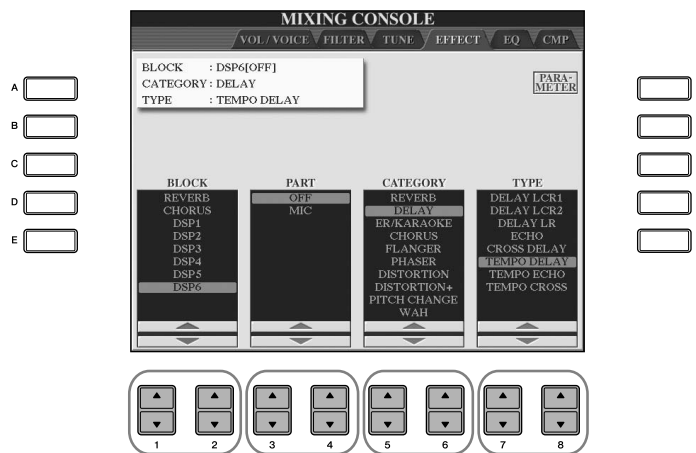 MIXING CONSOLE
VOL / VOICE FILTER TUNE EFFECT EQ CMP
BLOCK : DSP6[OFF]
CATEGORY : DELAY
TYPE : TEMPO DELAY
PARA-
METER
A
B
C
D
E
BLOCK
REVERB
CHORUS
DSP1
DSP2
DSP3
DSP4
DSP5
DSP6
PART
OFF
MIC
CATEGORY
REVERB
DELAY
ER/KARAOKE
CHORUS
FLANGER
PHASER
DISTORTION
DISTORTION+
PITCH CHANGE
WAH
TYPE
DELAY LCR1
DELAY LCR2
DELAY LR
ECHO
CROSS DELAY
TEMPO DELAY
TEMPO ECHO
TEMPO CROSS
1 2 3 4 5 6 7 8